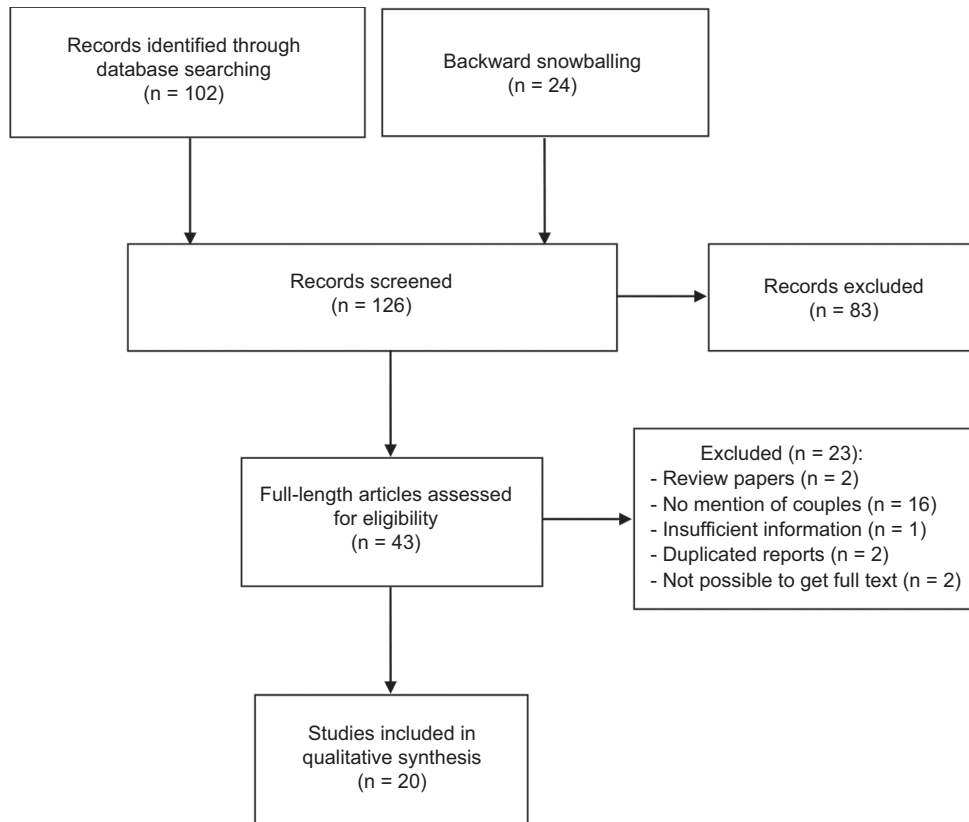 Records identified through
database searching
(n = 102)
Backward snowballing
(n = 24)
Records screened
(n = 126)
Records excluded
(n = 83)
Full-length articles assessed
for eligibility
(n = 43)
Excluded (n = 23):
- Review papers (n = 2)
- No mention of couples (n = 16)
- Insufficient information (n = 1)
- Duplicated reports (n = 2)
- Not possible to get full text (n = 2)
Studies included in
qualitative synthesis
(n = 20)